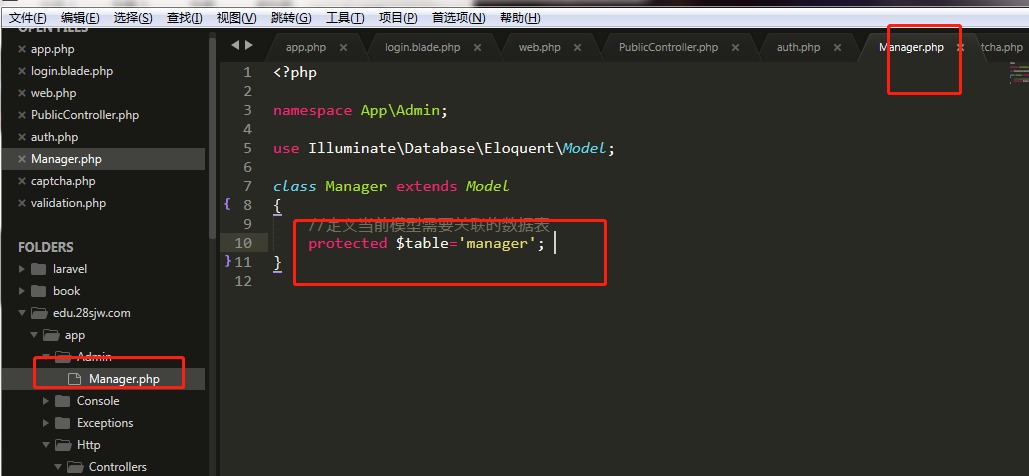 文件(F) 编辑(E) 选择(S) 查找(I) 视图(V) 跳转(G) 工具(T) 项目(P) 首选项(N) 帮助(H)
OPEN FILES
app.php
login.blade.php
web.php
PublicController.php
auth.php
Manager.php
captcha.php
validation.php
FOLDERS
laravel
book
edu.28sjw.com
app
Admin
Manager.php
Console
Exceptions
Http
Controllers
app.php login.blade.php web.php PublicController.php auth.php Manager.php tcha.php
1 <?php
2
3 namespace App\Admin;
4
5 use Illuminate\Database\Eloquent\Model;
6
7 class Manager extends Model
8 {
9 //定义当前模型需要关联的数据表
10 protected $table='manager';
11 }
12